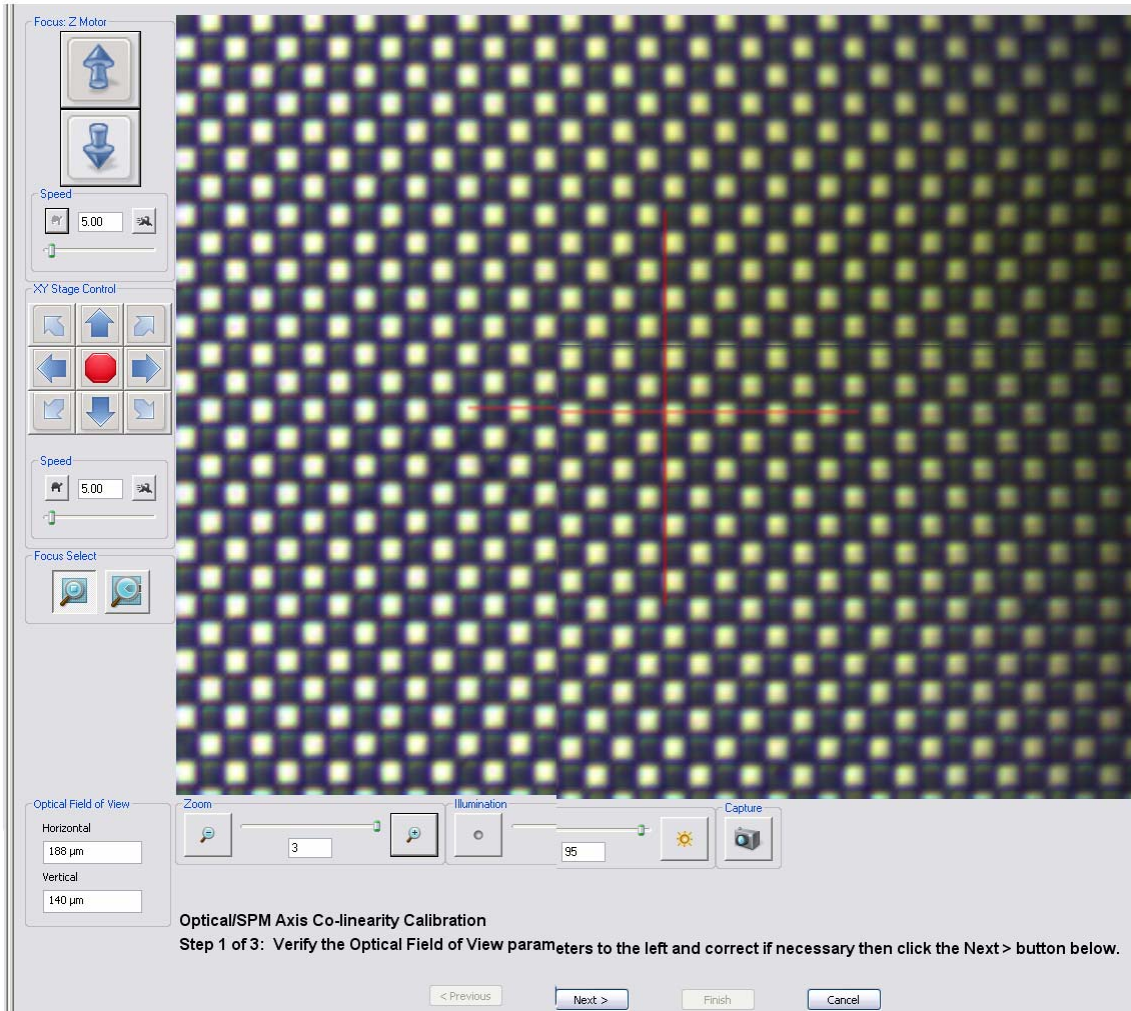 Focus: Z Motor
Speed
5.00
XY Stage Control
Speed
5.00
Focus Select
Optical Field of View
Horizontal
188 µm
Vertical
140 µm
Zoom
3
Illumination
95
Capture
Optical/SPM Axis Co-linearity Calibration
Step 1 of 3: Verify the Optical Field of View parameters to the left and correct if necessary then click the Next > button below.
< Previous
Next >
Finish
Cancel